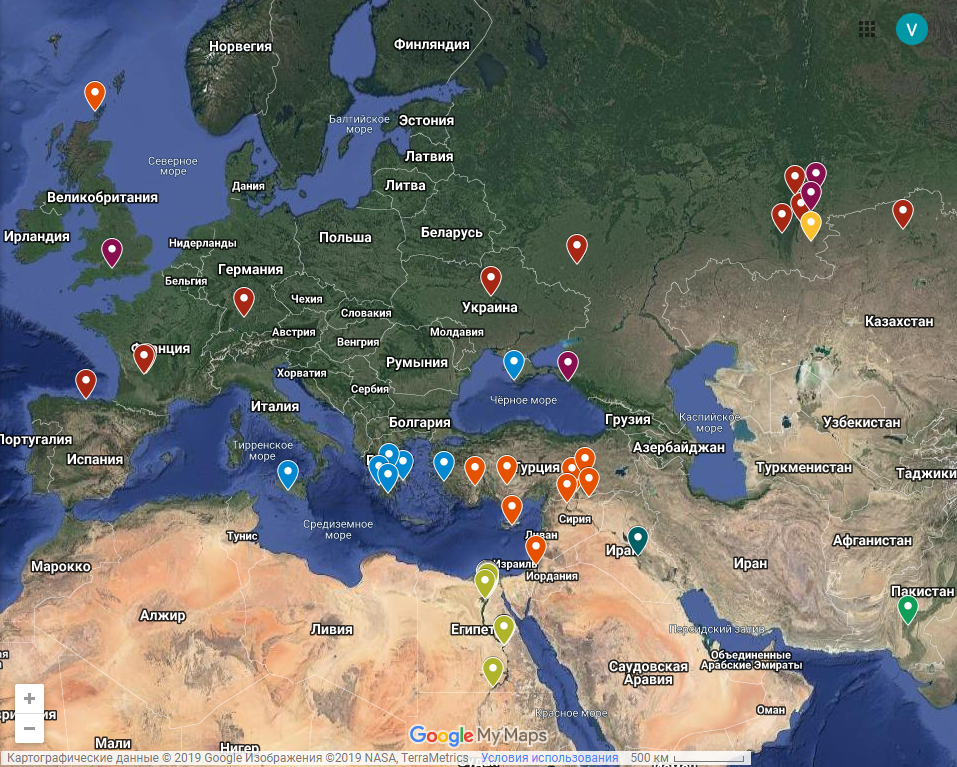 V
Норвегия
Финляндия
Балтийское
море
Эстония
Северное
море
Латвия
Дания
Литва
Великобритания
Ирландия
Нидерланды
Польша
Беларусь
Германия
Бельгия
Чехия
Украина
Словакия
Казахстан
Австрия
Молдавия
Венгрия
Румыния
Хорватия
Сербия
Чёрное море
Италия
Болгария
Грузия
Каспийское
море
Узбекистан
Португалия
Тирренское
море
Азербайджан
Испания
Турция
Туркменистан
Таджики
Сирия
Средиземное
море
Тунис
Ливан
Афганистан
Марокко
Израиль
Иордания
Иран
Пакистан
Алжир
Ливия
Египет
Персидский залив
Объединенные
Арабские Эмираты
Саудовская
Аравия
Оман
Красное море
+
−
Google My Maps
Мали
Нигер
Картографические данные © 2019 Google Изображения ©2019 NASA, TerraMetrics Условия использования 500 км